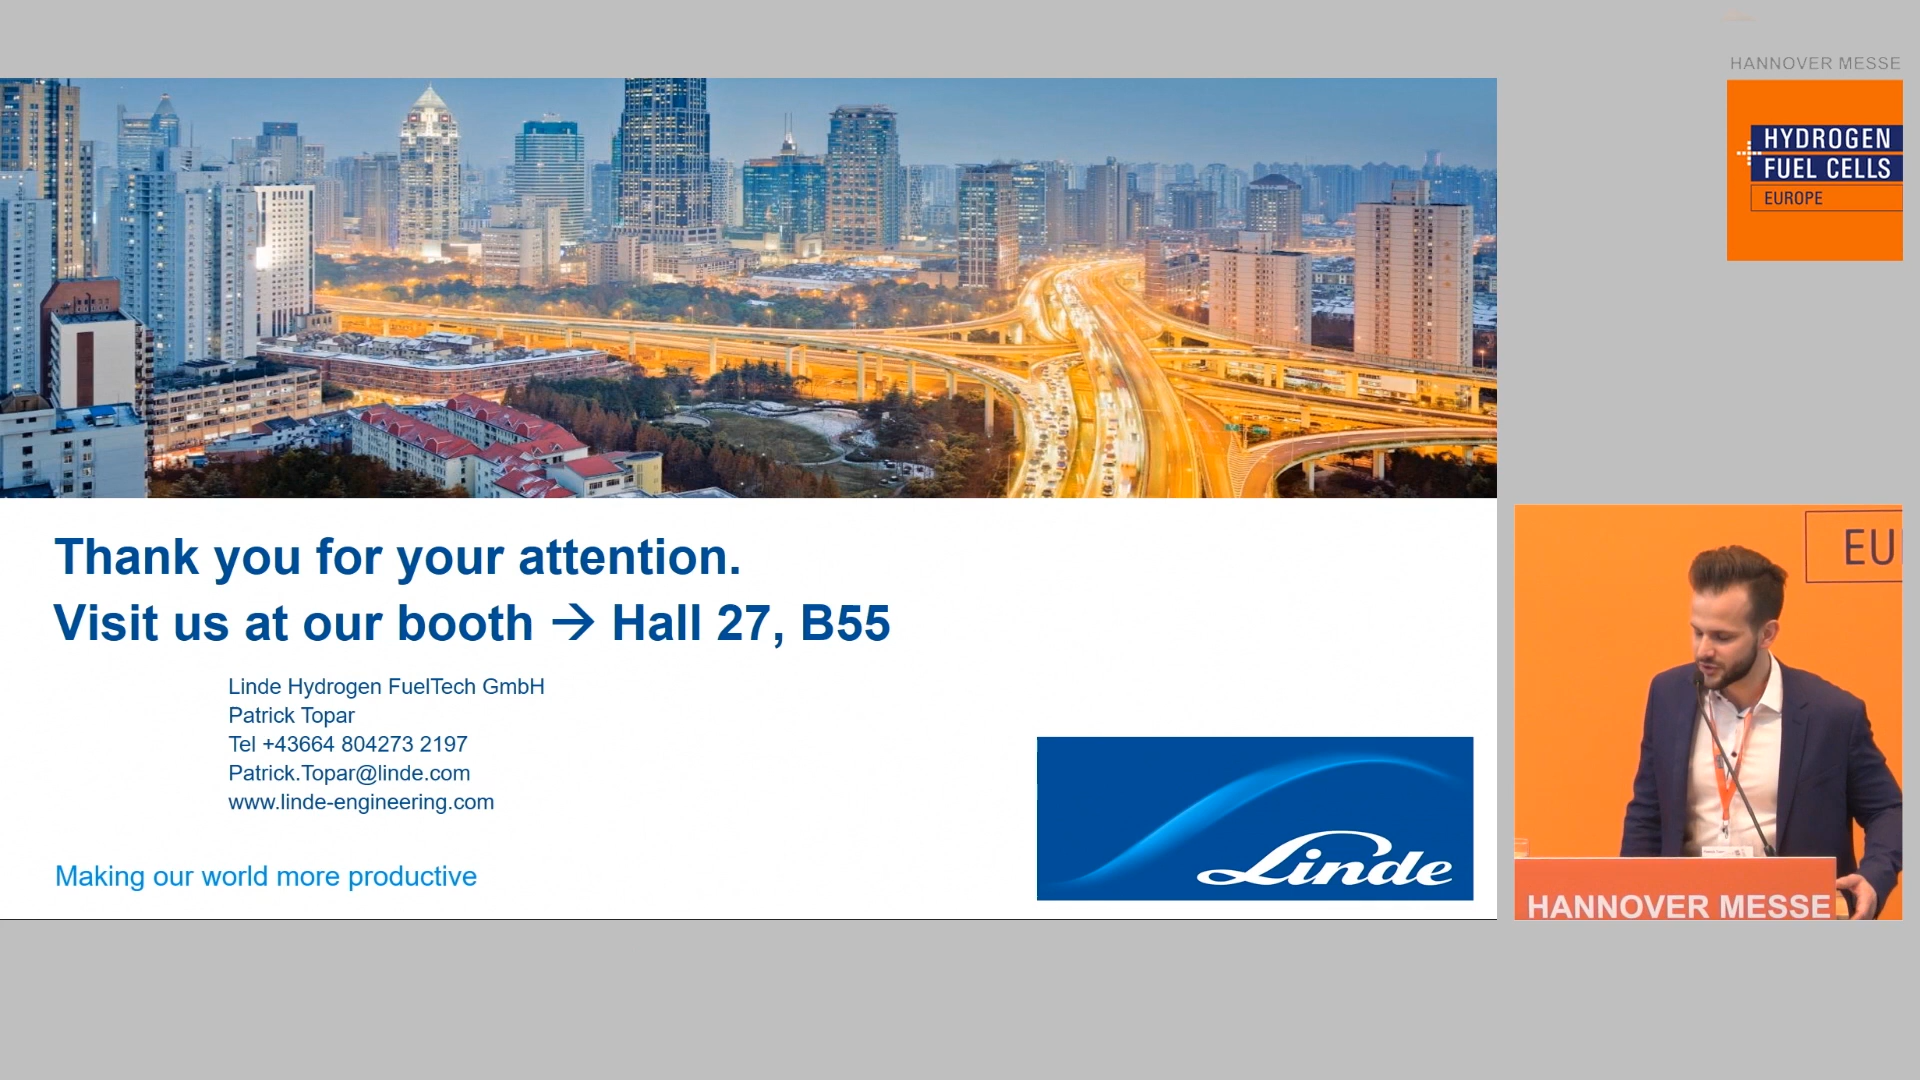 HANNOVER MESSE
HYDROGEN
FUEL CELLS
EUROPE
Thank you for your attention.
Visit us at our booth → Hall 27, B55
Linde Hydrogen FuelTech GmbH
Patrick Topar
Tel +43664 804273 2197
Patrick.Topar@linde.com
www.linde-engineering.com
Making our world more productive
Linde
EU
HANNOVER MESSE